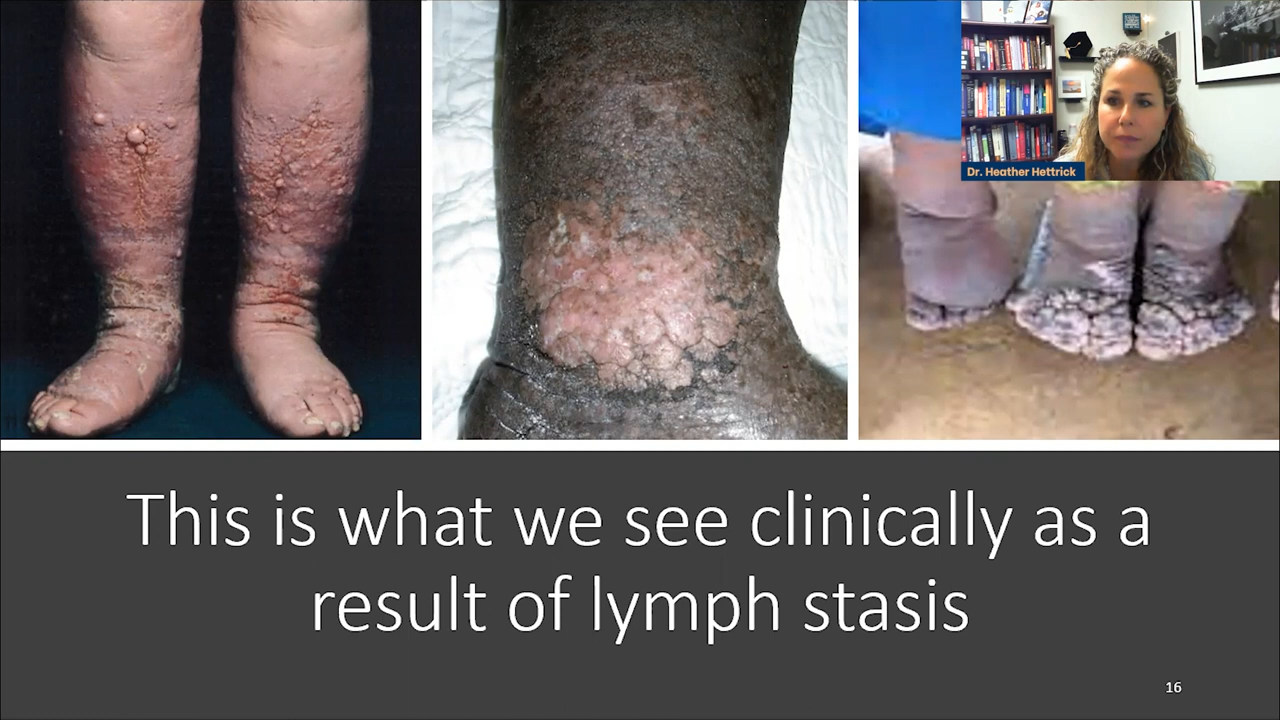 Dr. Heather Hettrick
This is what we see clinically as a
result of lymph stasis
16